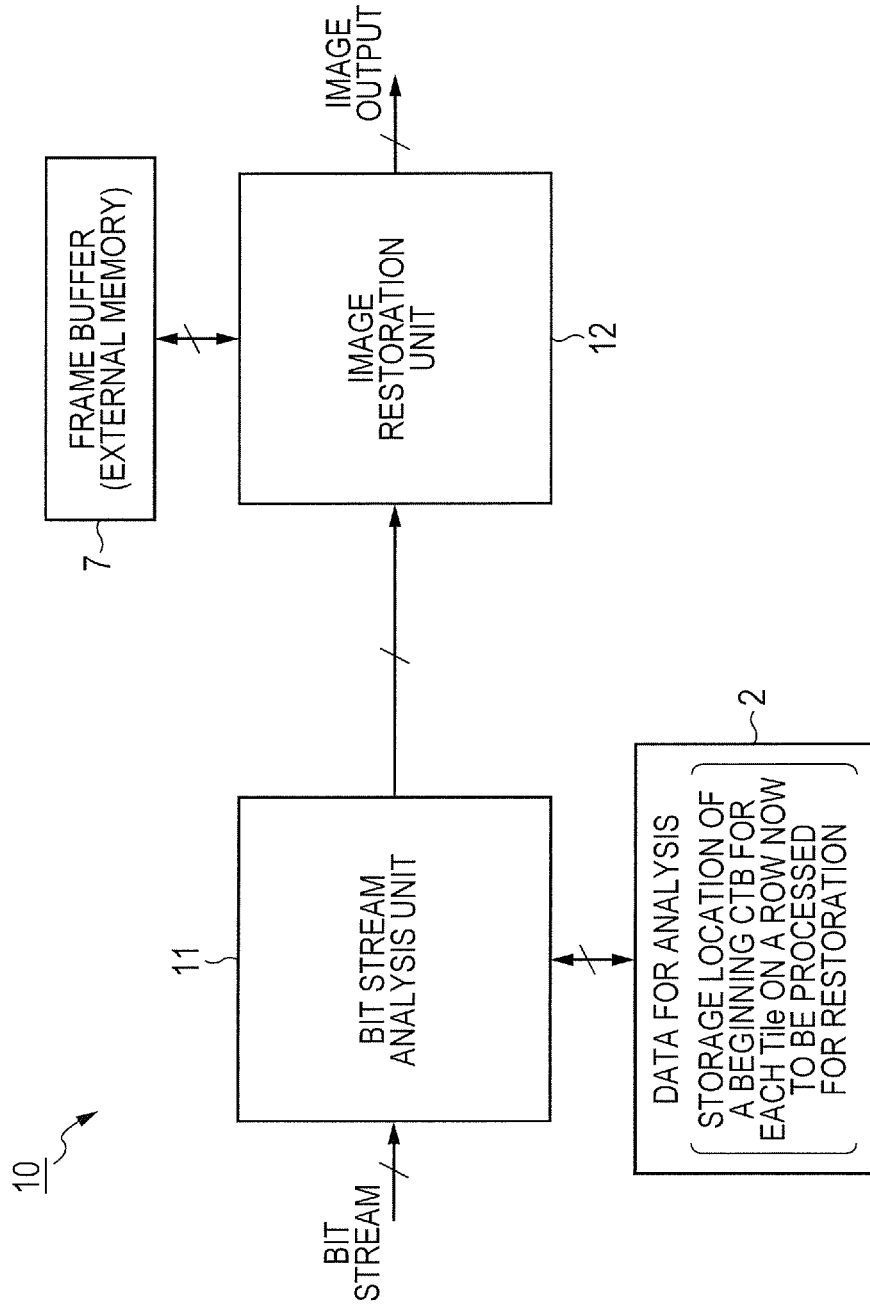 10
BIT
STREAM
11
BIT STREAM
ANALYSIS UNIT
2
DATA FOR ANALYSIS
STORAGE LOCATION OF
A BEGINNING CTB FOR
EACH Tile ON A ROW NOW
TO BE PROCESSED
FOR RESTORATION
7
FRAME BUFFER
(EXTERNAL MEMORY)
IMAGE
RESTORATION
UNIT
12
IMAGE
OUTPUT